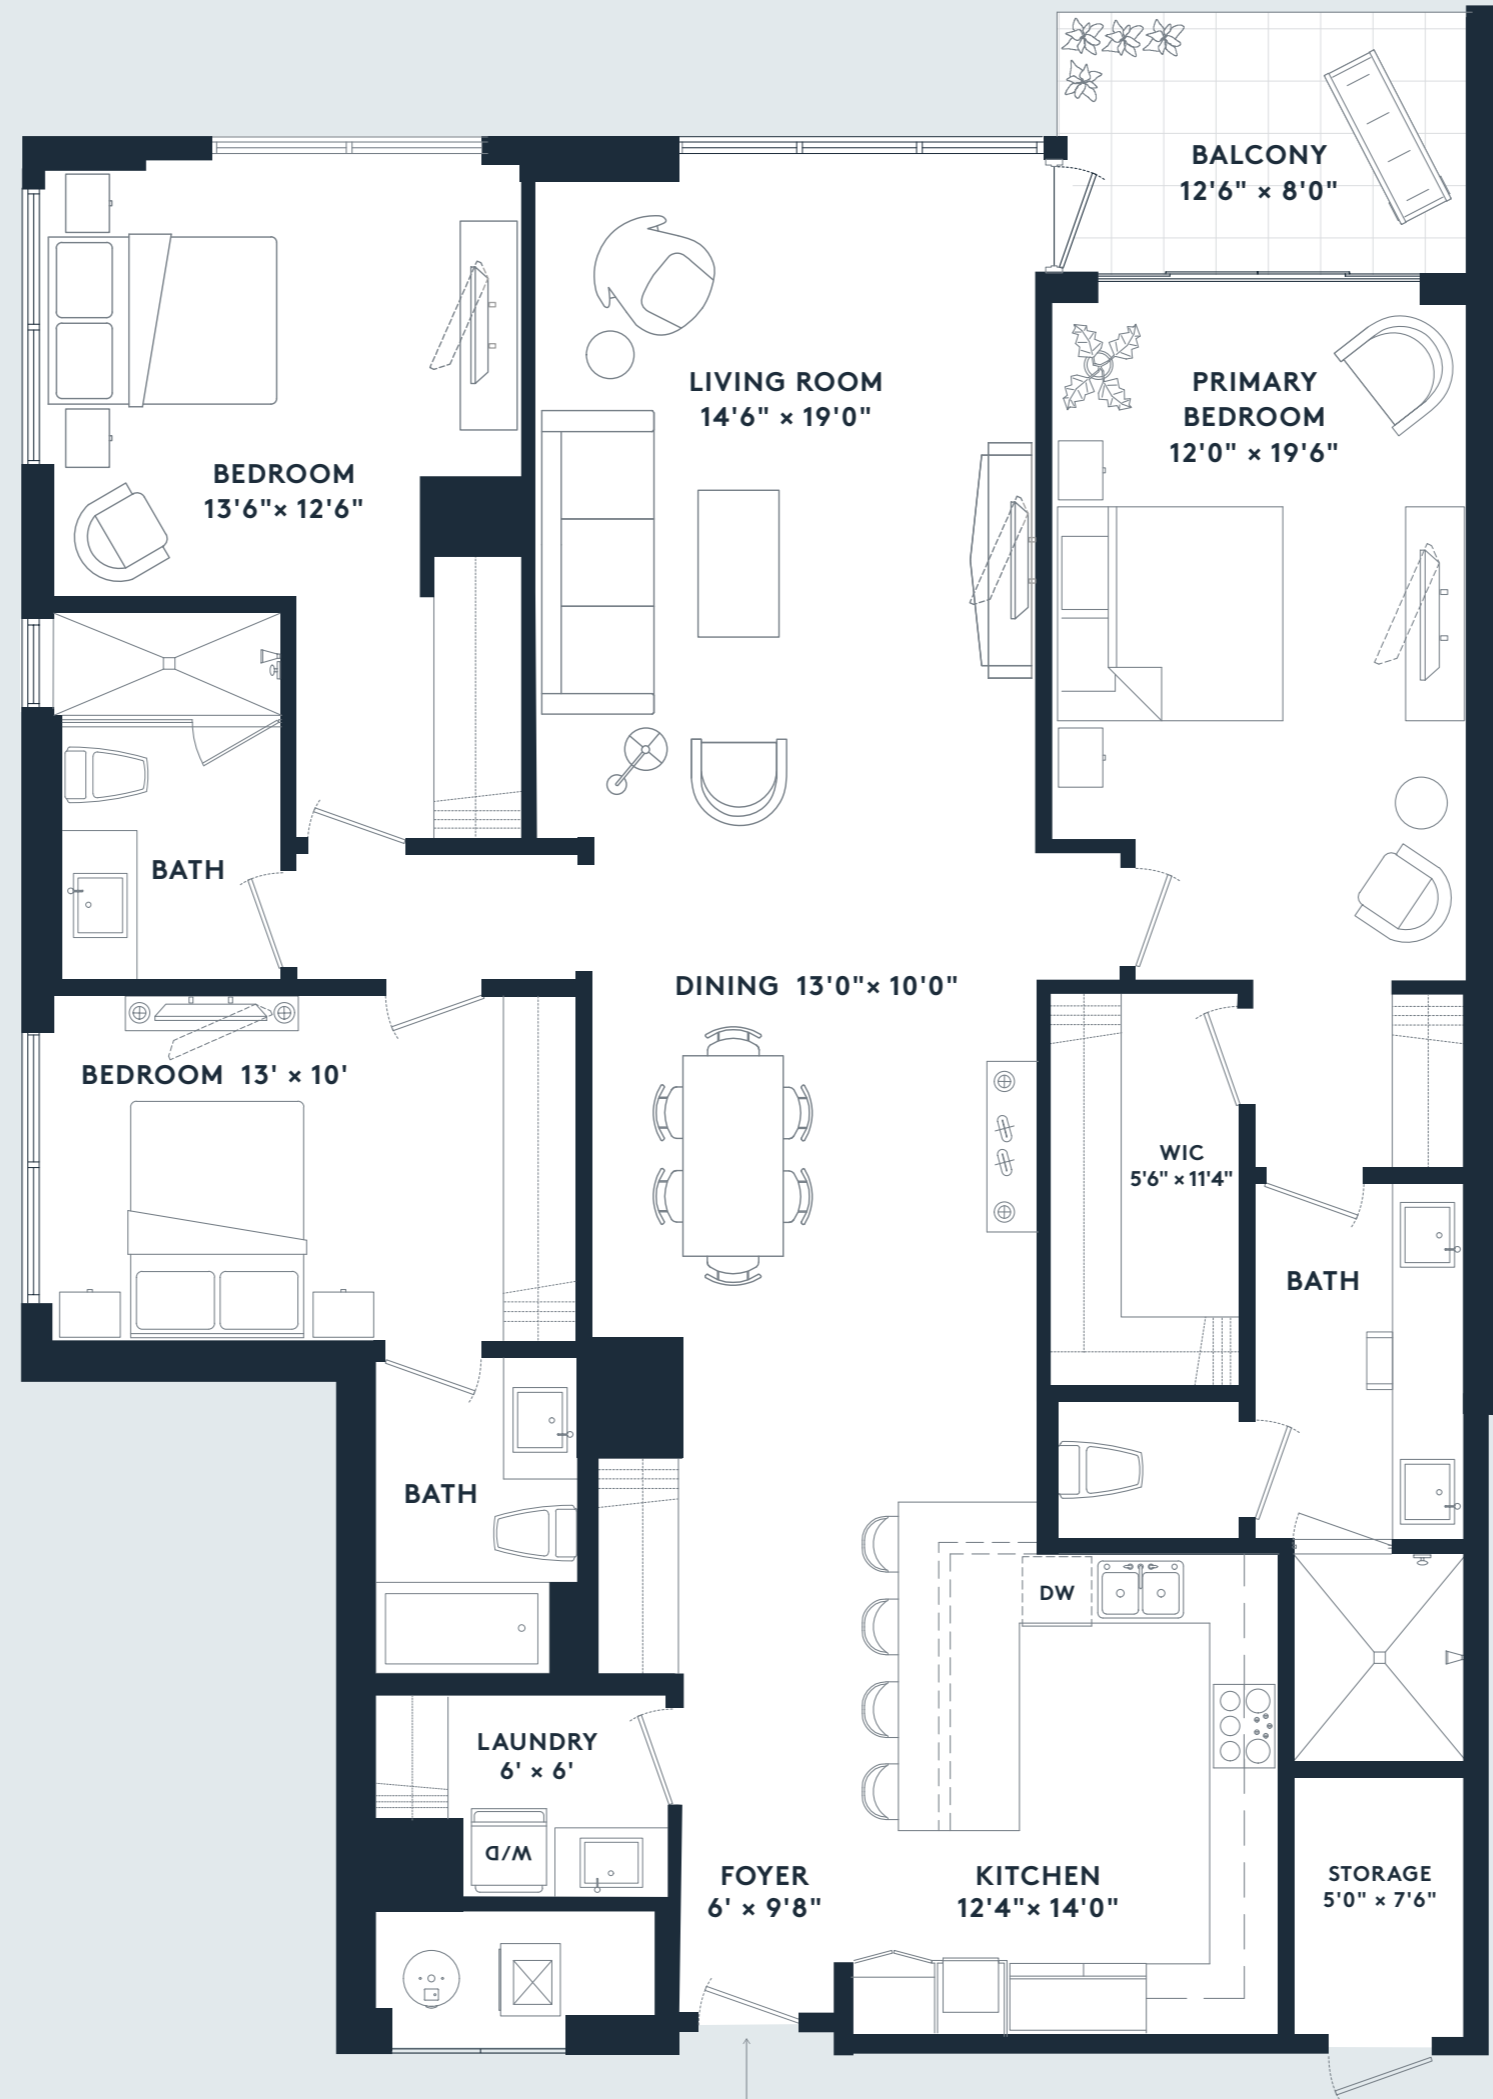 BALCONY
12'6" × 8'0"
LIVING ROOM
14'6" × 19'0"
PRIMARY
BEDROOM
12'0" × 19'6"
BEDROOM
13'6"× 12'6"
BATH
DINING 13'0"× 10'0"
BEDROOM 13' × 10'
WIC
5'6" × 11'4"
BATH
BATH
DW
LAUNDRY
6' × 6'
W/D
FOYER
6' × 9'8"
KITCHEN
12'4"× 14'0"
STORAGE
5'0" × 7'6"